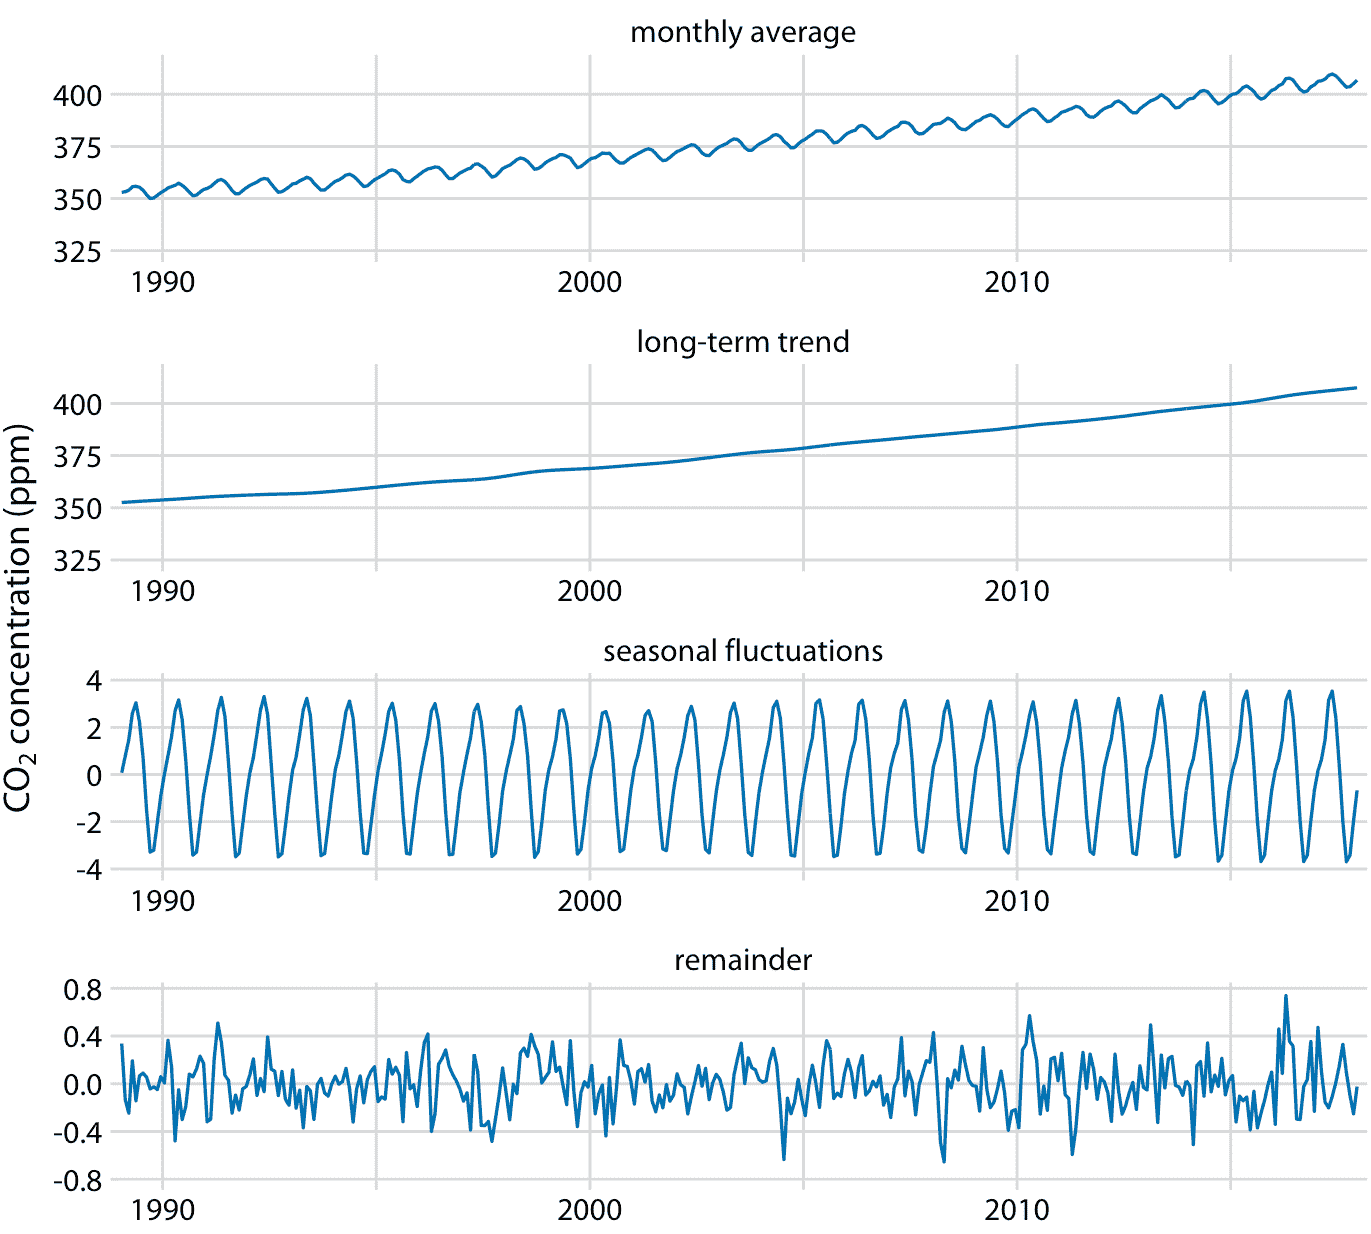 monthly average
400
375
350
325
1990 2000 2010
long-term trend
400
375
350
325
1990 2000 2010
CO₂ concentration (ppm)
seasonal fluctuations
4
2
0
-2
-4
1990 2000 2010
remainder
0.8
0.4
0.0
-0.4
-0.8
1990 2000 2010